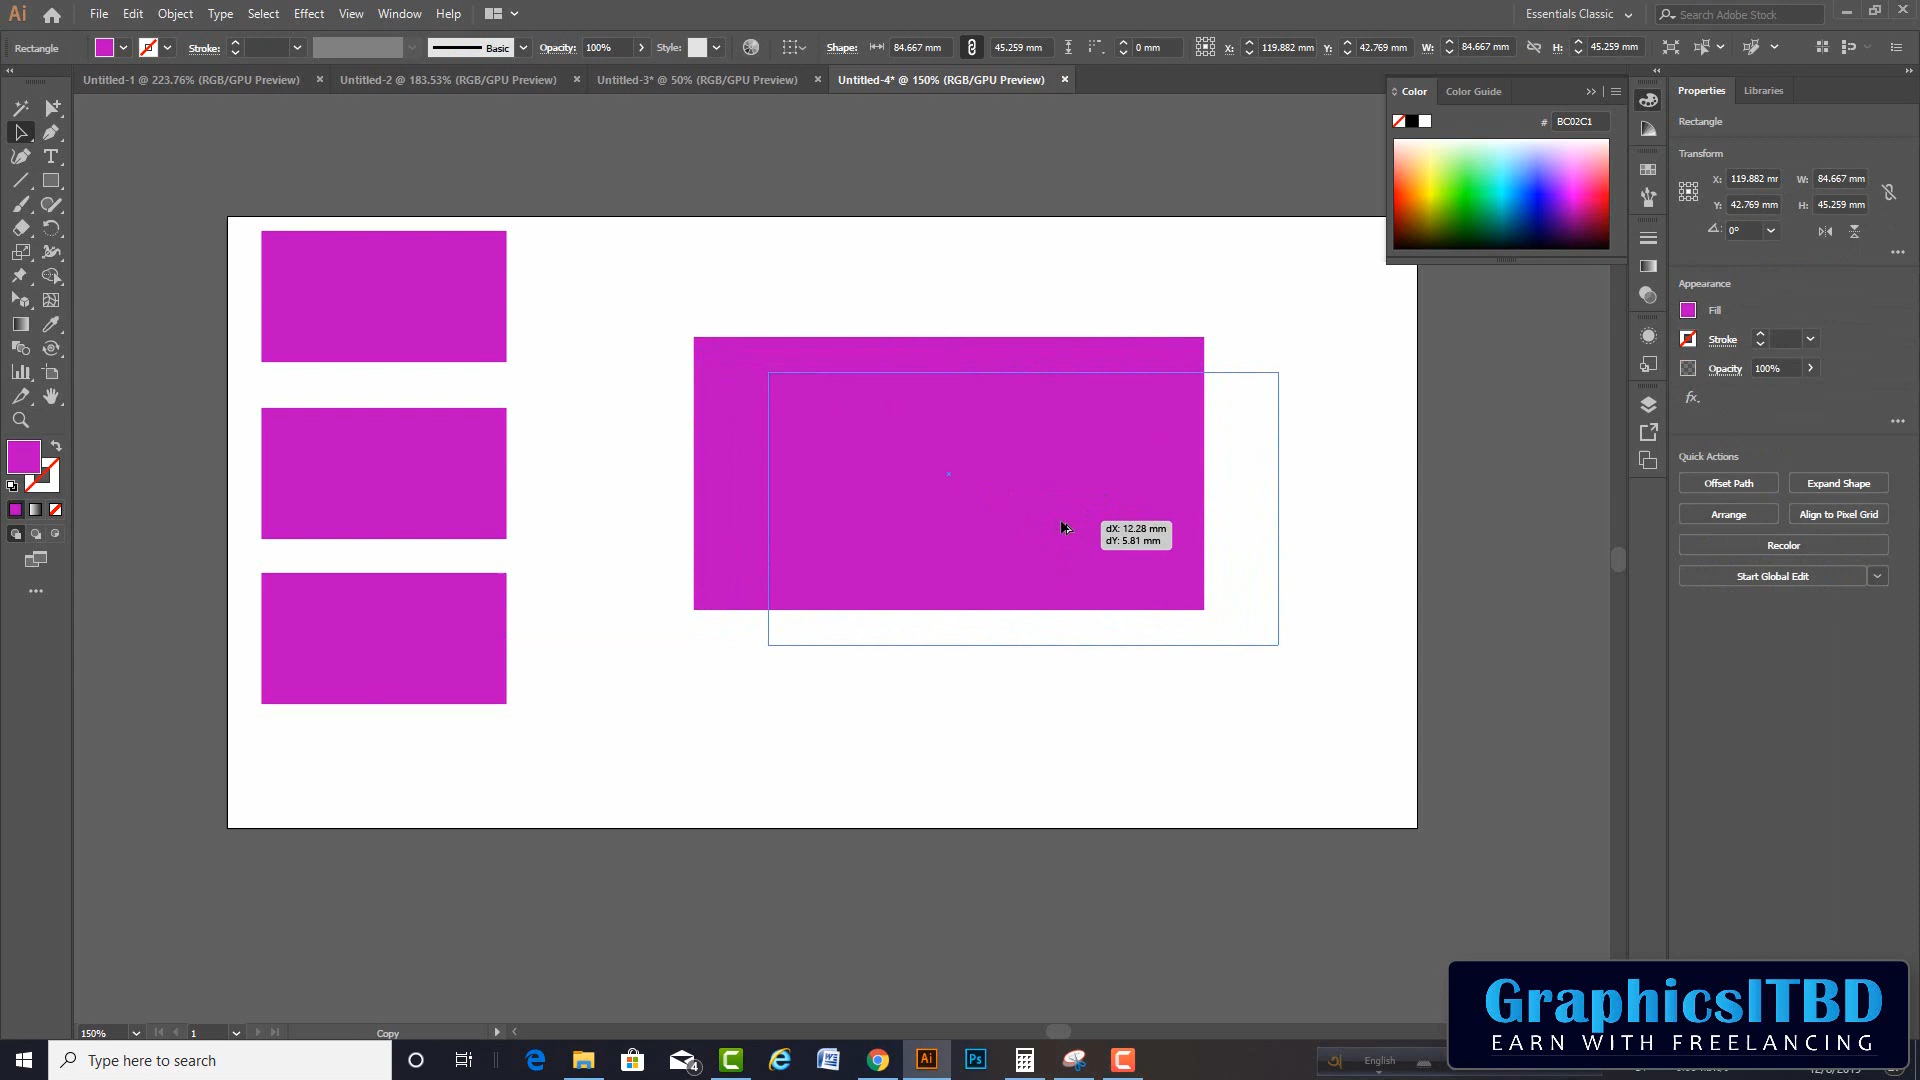 Ai File Edit Object Type Select Effect View Window Help Essentials Classic Search Adobe Stock
Rectangle Stroke: Basic Opacity: 100% Style: Shape: 84.667 mm 45.259 mm 0 mm X: 119.882 mm Y: 42.769 mm W: 84.667 mm H: 45.259 mm
Untitled-1 @ 223.76% (RGB/GPU Preview) × Untitled-2 @ 183.53% (RGB/GPU Preview) × Untitled-3* @ 50% (RGB/GPU Preview) × Untitled-4* @ 150% (RGB/GPU Preview) ×
Color Color Guide
# BC02C1
Properties Libraries
Rectangle
Transform
X: 119.882 mr W: 84.667 mm
Y: 42.769 mm H: 45.259 mm
0°
Appearance
Fill
Stroke
Opacity 100%
fx.
Quick Actions
Offset Path Expand Shape
Arrange Align to Pixel Grid
Recolor
Start Global Edit
dX: 12.28 mm
dY: 5.81 mm
150% 1 Copy
GraphicsITBD
EARN WITH FREELANCING
Type here to search 4 Ai Ps English